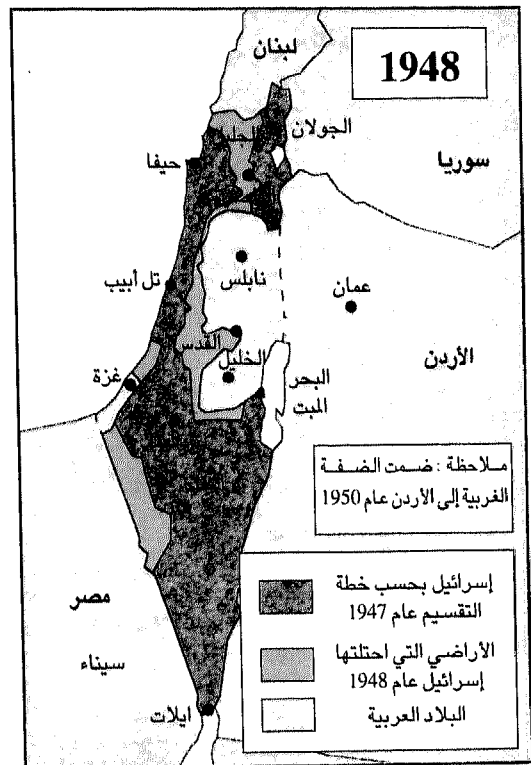 1948
لبنان
الجولان
سوريا
حيفا
نابلس
عمان
تل أبيب
القدس
الخليل
الأردن
غزة
البحر
الميت
ملاحظة : ضمت الضفة
الغربية إلى الأردن عام 1950
مصر
سيناء
ايلات
إسرائيل بحسب خطة
التقسيم عام 1947
الأراضي التي احتلتها
إسرائيل عام 1948
البلاد العربية